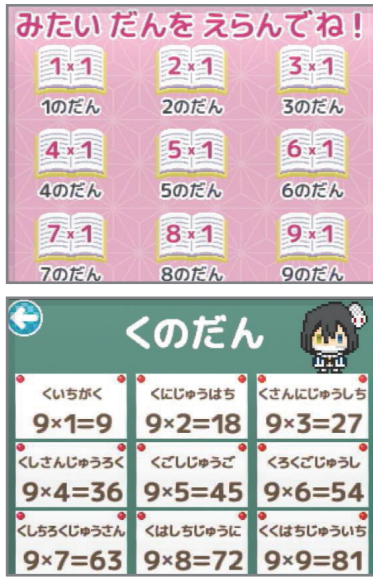 みたい だんを えらんでね！
1×1 2×1 3×1
1のだん 2のだん 3のだん
4×1 5×1 6×1
4のだん 5のだん 6のだん
7×1 8×1 9×1
7のだん 8のだん 9のだん
くのだん
くいちがく くにじゅうはち くさんにじゅうしち
9×1=9 9×2=18 9×3=27
くしさんじゅうろく くごしじゅうご くろくごじゅうし
9×4=36 9×5=45 9×6=54
くしちろくじゅうさん くはしちじゅうに くくはちじゅういち
9×7=63 9×8=72 9×9=81